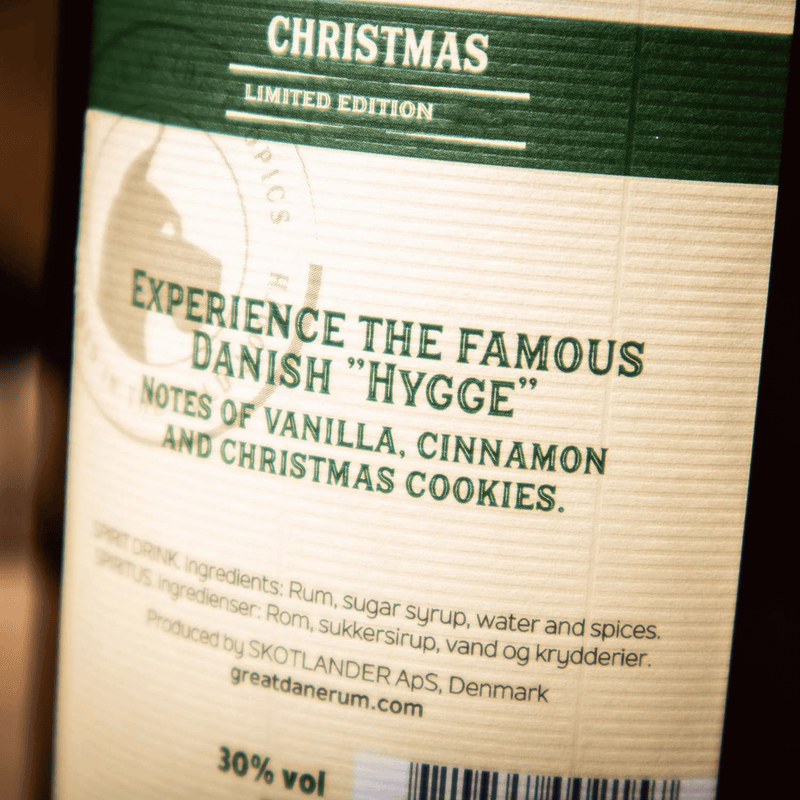 CHRISTMAS
LIMITED EDITION
EXPERIENCE THE FAMOUS
DANISH "HYGGE"
NOTES OF VANILLA, CINNAMON
AND CHRISTMAS COOKIES.
SPIRIT DRINK. Ingredients: Rum, sugar syrup, water and spices.
SPIRITUS. Ingredienser: Rom, sukkersirup, vand og krydderier.
Produced by SKOTLANDER ApS, Denmark
greatdanerum.com
30% vol